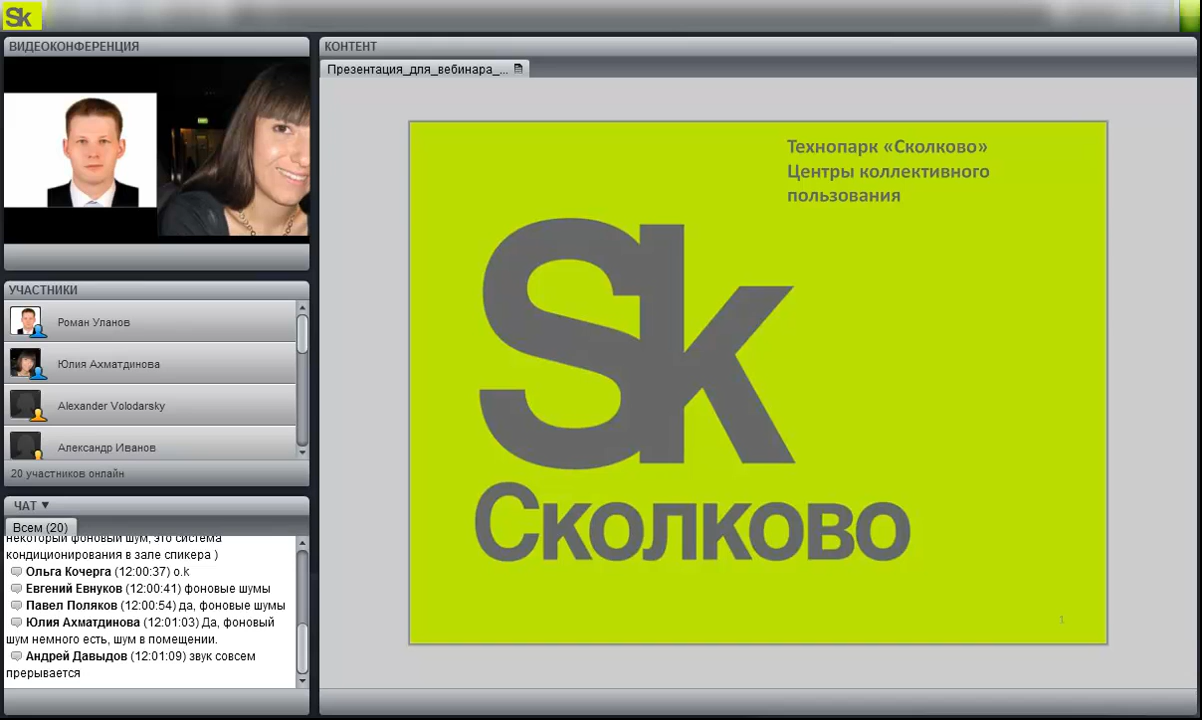 Sk
ВИДЕОКОНФЕРЕНЦИЯ
УЧАСТНИКИ
Роман Уланов
Юлия Ахматдинова
Alexander Volodarsky
Александр Иванов
20 участников онлайн
ЧАТ
Всем (20)
некоторый фоновый шум, это система
кондиционирования в зале спикера )
Ольга Кочерга (12:00:37) o.k
Евгений Евнуков (12:00:41) фоновые шумы
Павел Поляков (12:00:54) да, фоновые шумы
Юлия Ахматдинова (12:01:03) Да, фоновый
шум немного есть, шум в помещении.
Андрей Давыдов (12:01:09) звук совсем
прерывается
КОНТЕНТ
Презентация_для_вебинара_...
Технопарк «Сколково»
Центры коллективного
пользования
Sk
Сколково
1